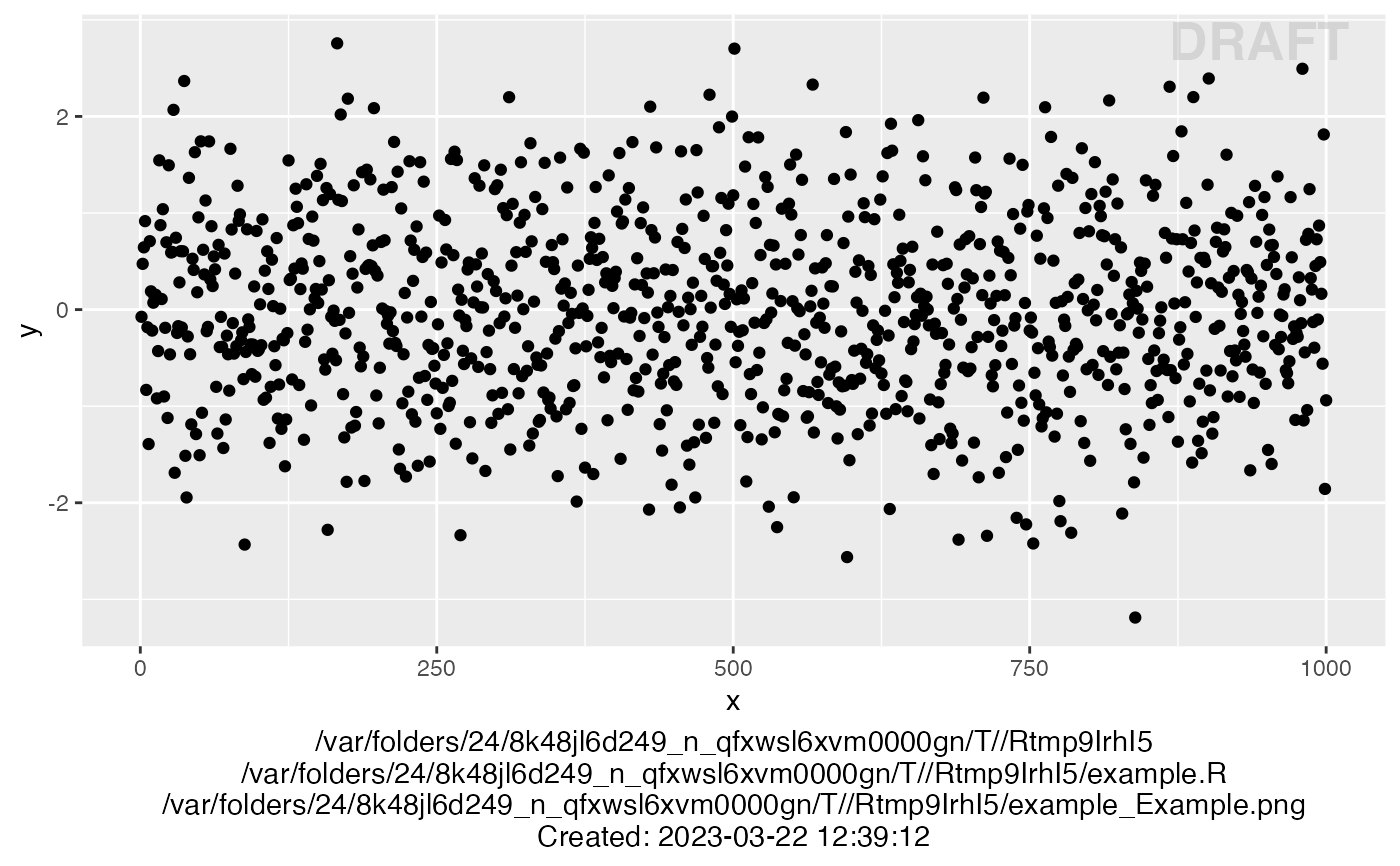 DRAFT
2
0
-2
y
0 250 500 750 1000
x
/var/folders/24/8k48jl6d249_n_qfxwsl6xvm0000gn/T//Rtmp9IrhI5
/var/folders/24/8k48jl6d249_n_qfxwsl6xvm0000gn/T//Rtmp9IrhI5/example.R
/var/folders/24/8k48jl6d249_n_qfxwsl6xvm0000gn/T//Rtmp9IrhI5/example_Example.png
Created: 2023-03-22 12:39:12